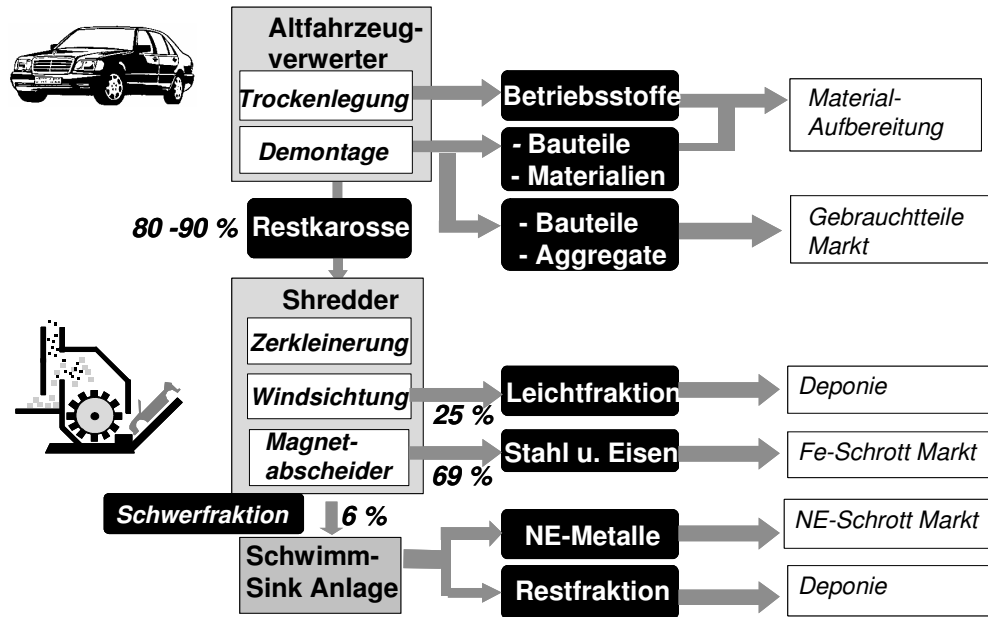 Altfahrzeug-
verwerter
Trockenlegung
Demontage
Betriebsstoffe
- Bauteile
- Materialien
Material-
Aufbereitung
80 -90 %
Restkarosse
- Bauteile
- Aggregate
Gebrauchtteile
Markt
Shredder
Zerkleinerung
Windsichtung
25 %
Leichtfraktion
Deponie
Magnet-
abscheider
69 %
Stahl u. Eisen
Fe-Schrott Markt
Schwerfraktion
6 %
Schwimm-
Sink Anlage
NE-Metalle
NE-Schrott Markt
Restfraktion
Deponie